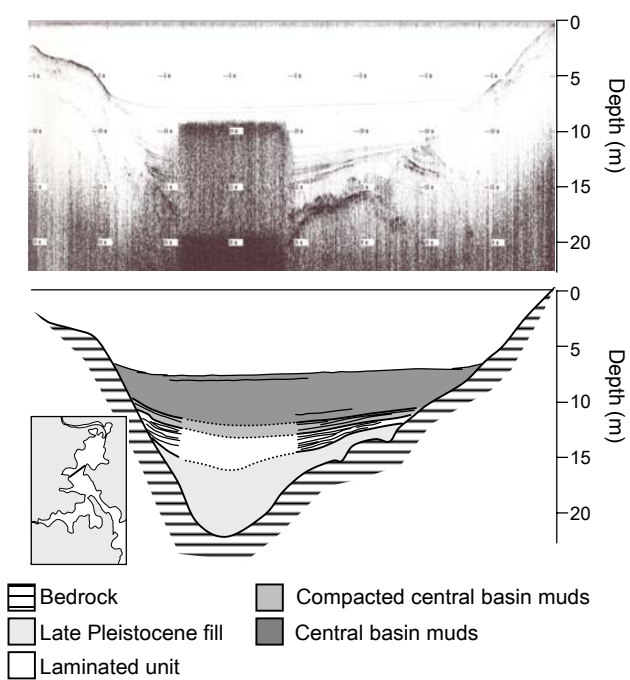 0
5
10
15
20
Depth (m)
0
5
10
15
20
Depth (m)
Bedrock
Compacted central basin muds
Late Pleistocene fill
Central basin muds
Laminated unit